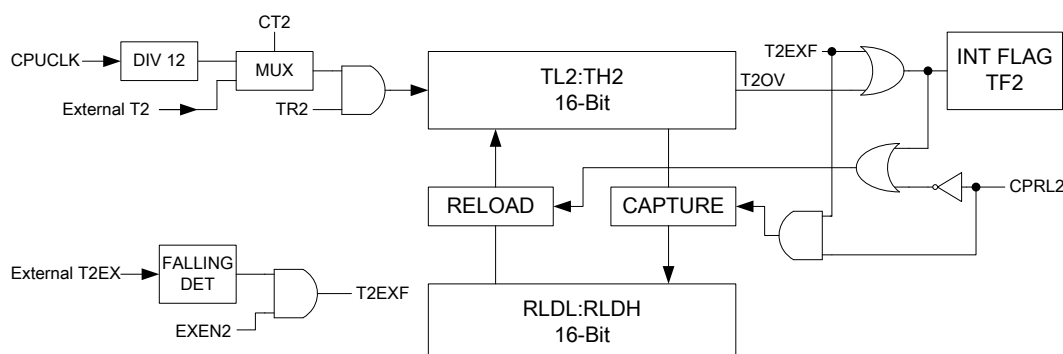 CT2
CPUCLK
DIV 12
MUX
External T2
TR2
TL2:TH2
16-Bit
T2EXF
T2OV
INT FLAG
TF2
RELOAD
CAPTURE
CPRL2
External T2EX
FALLING
DET
EXEN2
T2EXF
RLDL:RLDH
16-Bit